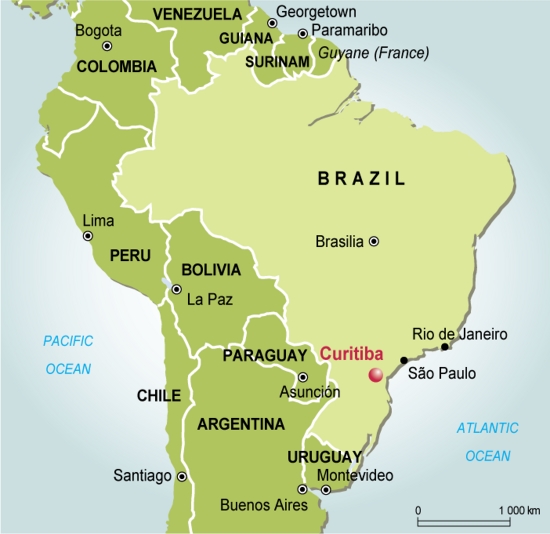 VENEZUELA
Georgetown
Bogota
GUIANA
Paramaribo
COLOMBIA
SURINAM
Guyane (France)
BRAZIL
Lima
Brasilia
PERU
BOLIVIA
La Paz
PACIFIC
OCEAN
Rio de Janeiro
PARAGUAY
Curitiba
São Paulo
Asunción
CHILE
ARGENTINA
ATLANTIC
OCEAN
URUGUAY
Santiago
Montevideo
Buenos Aires
0
1 000 km